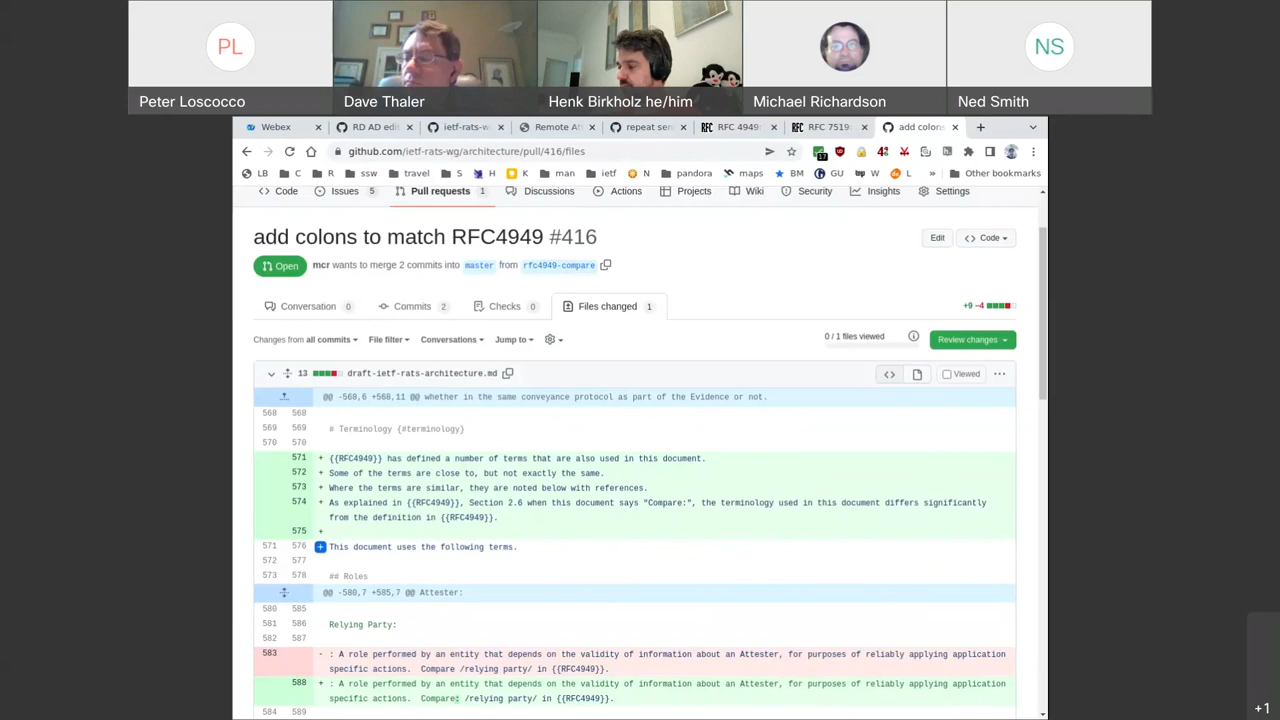 PL
NS
Peter Loscocco
Dave Thaler
Henk Birkholz he/him
Michael Richardson
Ned Smith
Webex
RD AD edi
ietf-rats-w
Remote At
repeat sen
RFC 4949:
RFC 7519:
add colons
github.com/ietf-rats-wg/architecture/pull/416/files
17
LB
C
R
ssw
travel
S
H
K
man
ietf
N
pandora
maps
BM
GU
W
L
»
Other bookmarks
Code
Issues 5
Pull requests 1
Discussions
Actions
Projects
Wiki
Security
Insights
Settings
add colons to match RFC4949 #416
Edit
<> Code
Open
mcr wants to merge 2 commits into master from rfc4949-compare
Conversation 0
Commits 2
Checks 0
Files changed 1
+9 −4
Changes from all commits
File filter
Conversations
Jump to
0 / 1 files viewed
Review changes
13 draft-ietf-rats-architecture.md
Viewed
@@ -568,6 +568,11 @@ whether in the same conveyance protocol as part of the Evidence or not.
568 568
569 569 # Terminology {#terminology}
570 570
571 + {{RFC4949}} has defined a number of terms that are also used in this document.
572 + Some of the terms are close to, but not exactly the same.
573 + Where the terms are similar, they are noted below with references.
574 + As explained in {{RFC4949}}, Section 2.6 when this document says "Compare:", the terminology used in this document differs significantly
from the definition in {{RFC4949}}.
575 +
571 576 This document uses the following terms.
572 577
573 578 ## Roles
@@ -580,7 +585,7 @@ Attester:
580 585
581 586 Relying Party:
582 587
583 - : A role performed by an entity that depends on the validity of information about an Attester, for purposes of reliably applying application
specific actions. Compare /relying party/ in {{RFC4949}}.
588 + : A role performed by an entity that depends on the validity of information about an Attester, for purposes of reliably applying application
specific actions. Compare: /relying party/ in {{RFC4949}}.
584 589
+1